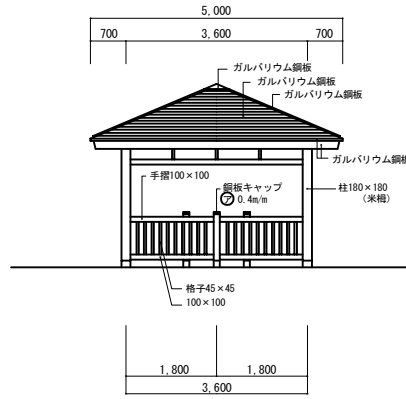 5,000
700 3,600 700
ガルバリウム鋼板
ガルバリウム鋼板
ガルバリウム鋼板
ガルバリウム鋼板
手摺100×100
鋼板キャップ
ア 0.4m/m
柱180×180
(米栂)
格子45×45
100×100
1,800 1,800
3,600